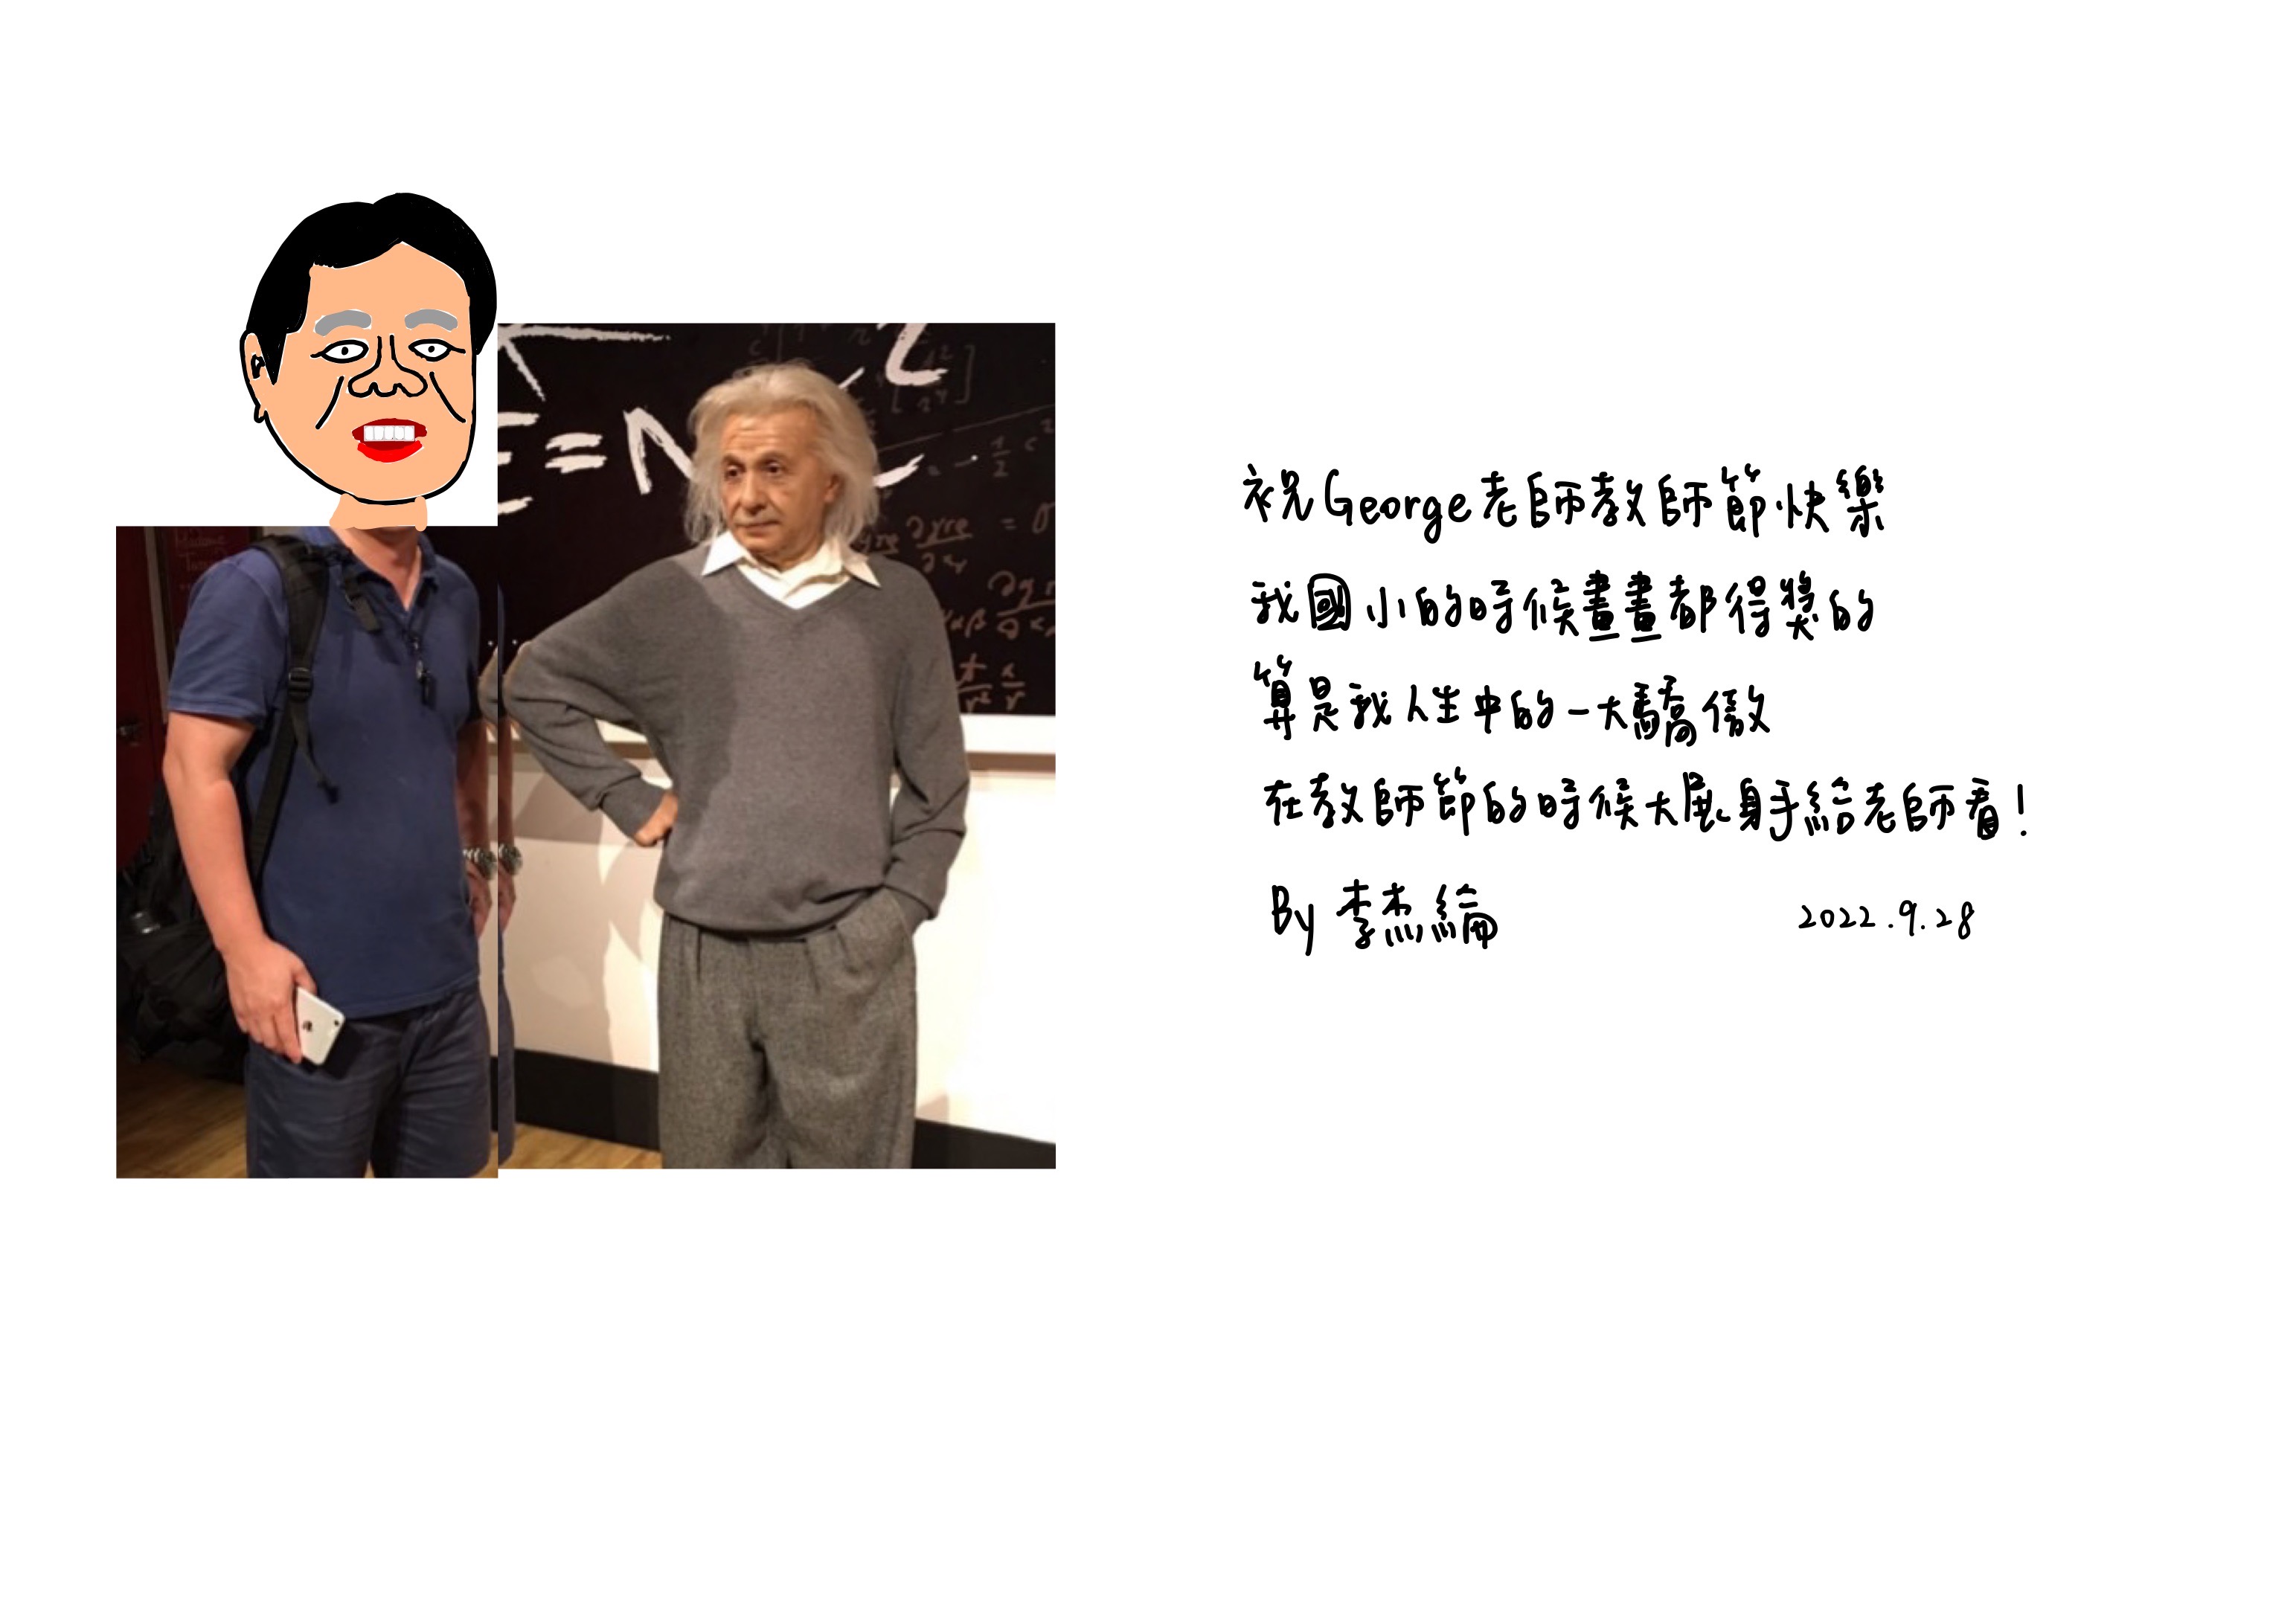 祝George老師教師節快樂
我國小的時候畫畫都得獎的
算是我人生中的一大驕傲
在教師節的時候大展身手給老師看!
By 李杰綸
2022.9.28
Madame
E=M